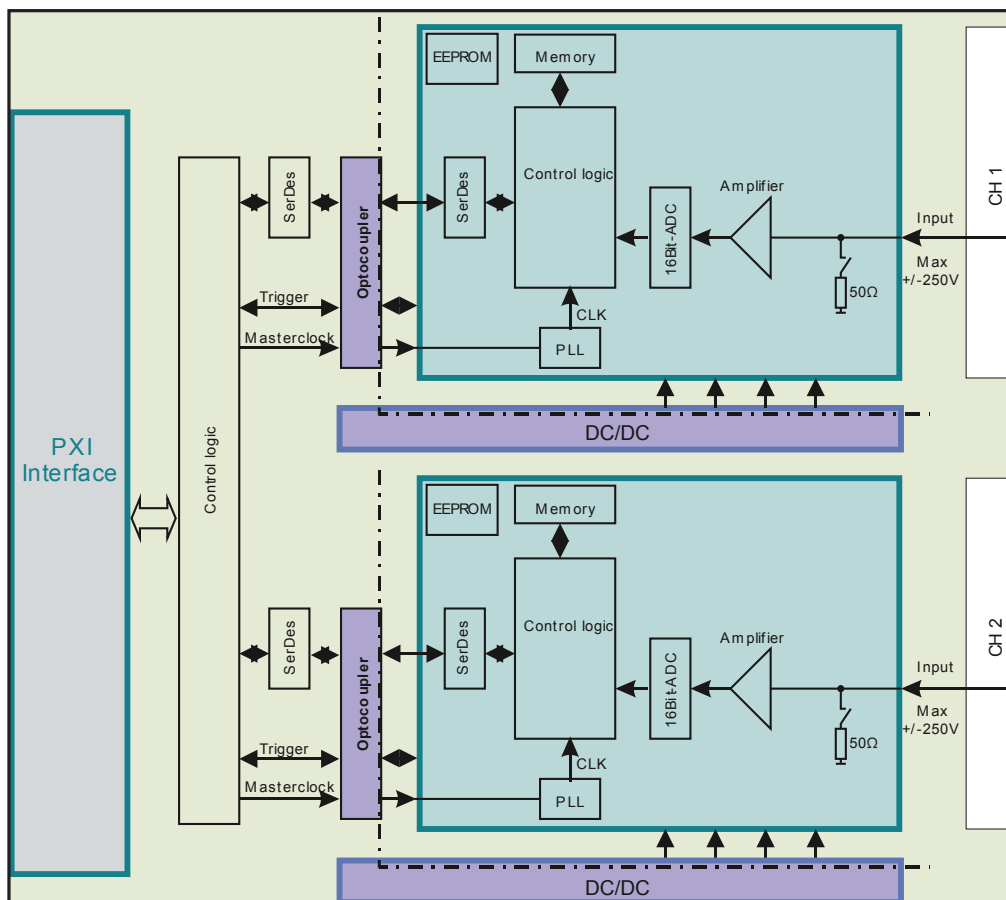 PXI
Interface
Control logic
SerDes
Trigger
Masterclock
Optocoupler
EEPROM
Memory
SerDes
Control logic
CLK
PLL
16Bit-ADC
Amplifier
50Ω
Input
Max
+/-250V
CH 1
DC/DC
SerDes
Trigger
Masterclock
Optocoupler
EEPROM
Memory
SerDes
Control logic
CLK
PLL
16Bit-ADC
Amplifier
50Ω
Input
Max
+/-250V
CH 2
DC/DC